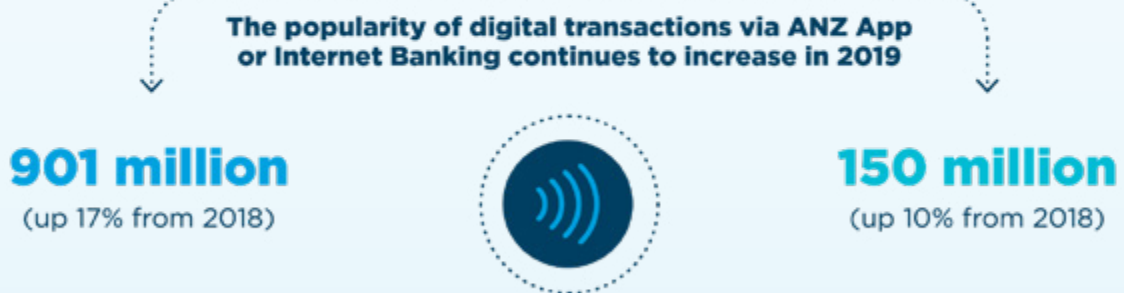 The popularity of digital transactions via ANZ App
or Internet Banking continues to increase in 2019
901 million
(up 17% from 2018)
150 million
(up 10% from 2018)